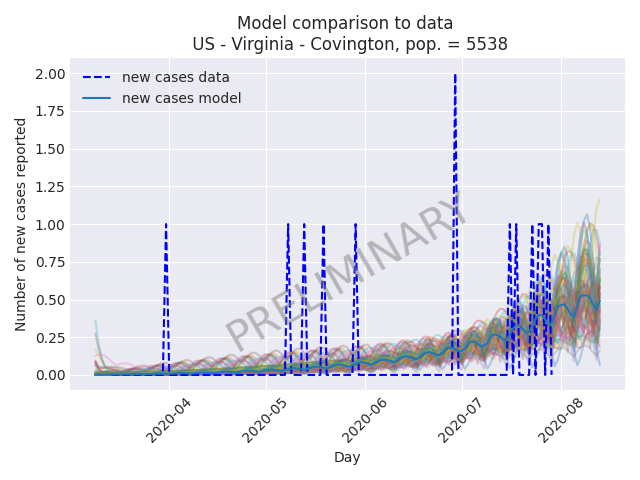 Model comparison to data
US - Virginia - Covington, pop. = 5538
new cases data
new cases model
PRELIMINARY
Number of new cases reported
2.00
1.75
1.50
1.25
1.00
0.75
0.50
0.25
0.00
2020-04
2020-05
2020-06
2020-07
2020-08
Day